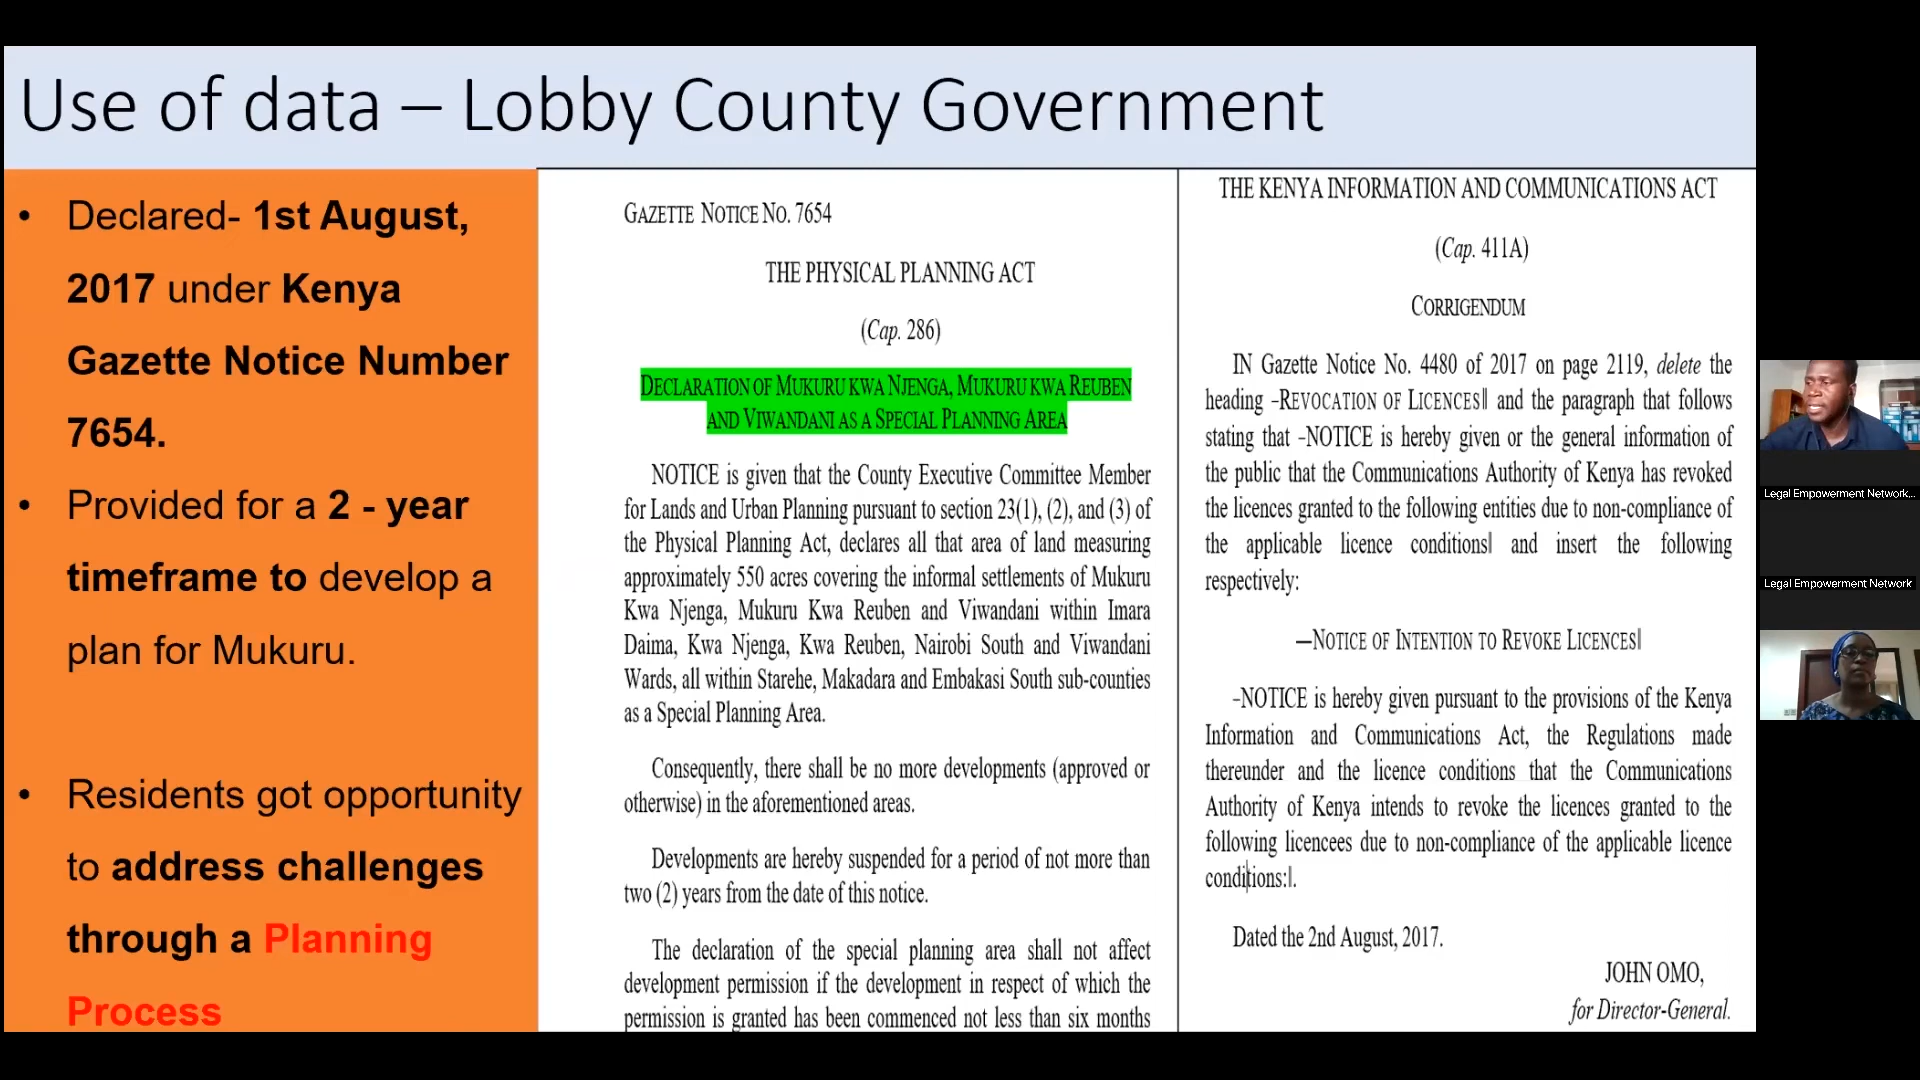 Use of data – Lobby County Government
• Declared- 1st August,
2017 under Kenya
Gazette Notice Number
7654.
• Provided for a 2 - year
timeframe to develop a
plan for Mukuru.
• Residents got opportunity
to address challenges
through a Planning
Process
GAZETTE NOTICE NO. 7654
THE PHYSICAL PLANNING ACT
(Cap. 286)
DECLARATION OF MUKURU KWA NJENGA, MUKURU KWA REUBEN
AND VIWANDANI AS A SPECIAL PLANNING AREA
NOTICE is given that the County Executive Committee Member
for Lands and Urban Planning pursuant to section 23(1), (2), and (3) of
the Physical Planning Act, declares all that area of land measuring
approximately 550 acres covering the informal settlements of Mukuru
Kwa Njenga, Mukuru Kwa Reuben and Viwandani within Imara
Daima, Kwa Njenga, Kwa Reuben, Nairobi South and Viwandani
Wards, all within Starehe, Makadara and Embakasi South sub-counties
as a Special Planning Area.
Consequently, there shall be no more developments (approved or
otherwise) in the aforementioned areas.
Developments are hereby suspended for a period of not more than
two (2) years from the date of this notice.
The declaration of the special planning area shall not affect
development permission if the development in respect of which the
permission is granted has been commenced not less than six months
THE KENYA INFORMATION AND COMMUNICATIONS ACT
(Cap. 411A)
CORRIGENDUM
IN Gazette Notice No. 4480 of 2017 on page 2119, delete the
heading –REVOCATION OF LICENCES‖ and the paragraph that follows
stating that –NOTICE is hereby given or the general information of
the public that the Communications Authority of Kenya has revoked
the licences granted to the following entities due to non-compliance of
the applicable licence conditions‖ and insert the following
respectively:
―NOTICE OF INTENTION TO REVOKE LICENCES‖
–NOTICE is hereby given pursuant to the provisions of the Kenya
Information and Communications Act, the Regulations made
thereunder and the licence conditions that the Communications
Authority of Kenya intends to revoke the licences granted to the
following licencees due to non-compliance of the applicable licence
conditions:‖.
Dated the 2nd August, 2017.
JOHN OMO,
for Director-General.
Legal Empowerment Network...
Legal Empowerment Network